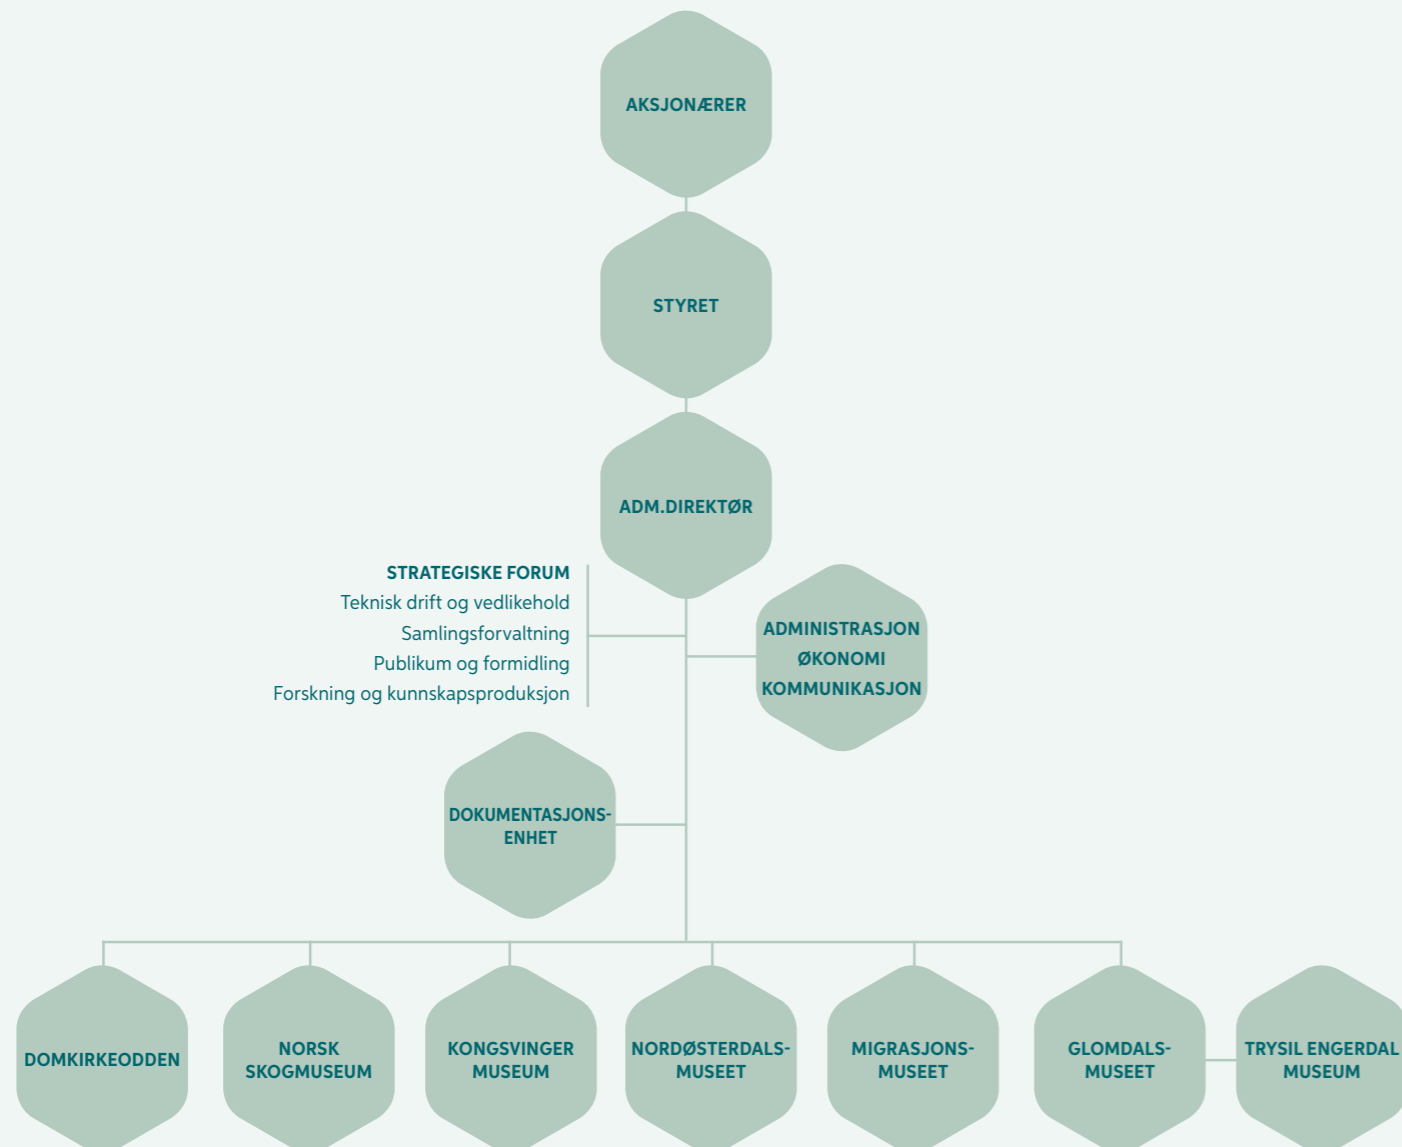 AKSJONÆRER
STYRET
ADM.DIREKTØR
STRATEGISKE FORUM
Teknisk drift og vedlikehold
Samlingsforvaltning
Publikum og formidling
Forskning og kunnskapsproduksjon
ADMINISTRASJON
ØKONOMI
KOMMUNIKASJON
DOKUMENTASJONS-
ENHET
DOMKIRKEODDEN
NORSK
SKOGMUSEUM
KONGSVINGER
MUSEUM
NORDØSTERDALS-
MUSEET
MIGRASJONS-
MUSEET
GLOMDALS-
MUSEET
TRYSIL ENGERDAL
MUSEUM